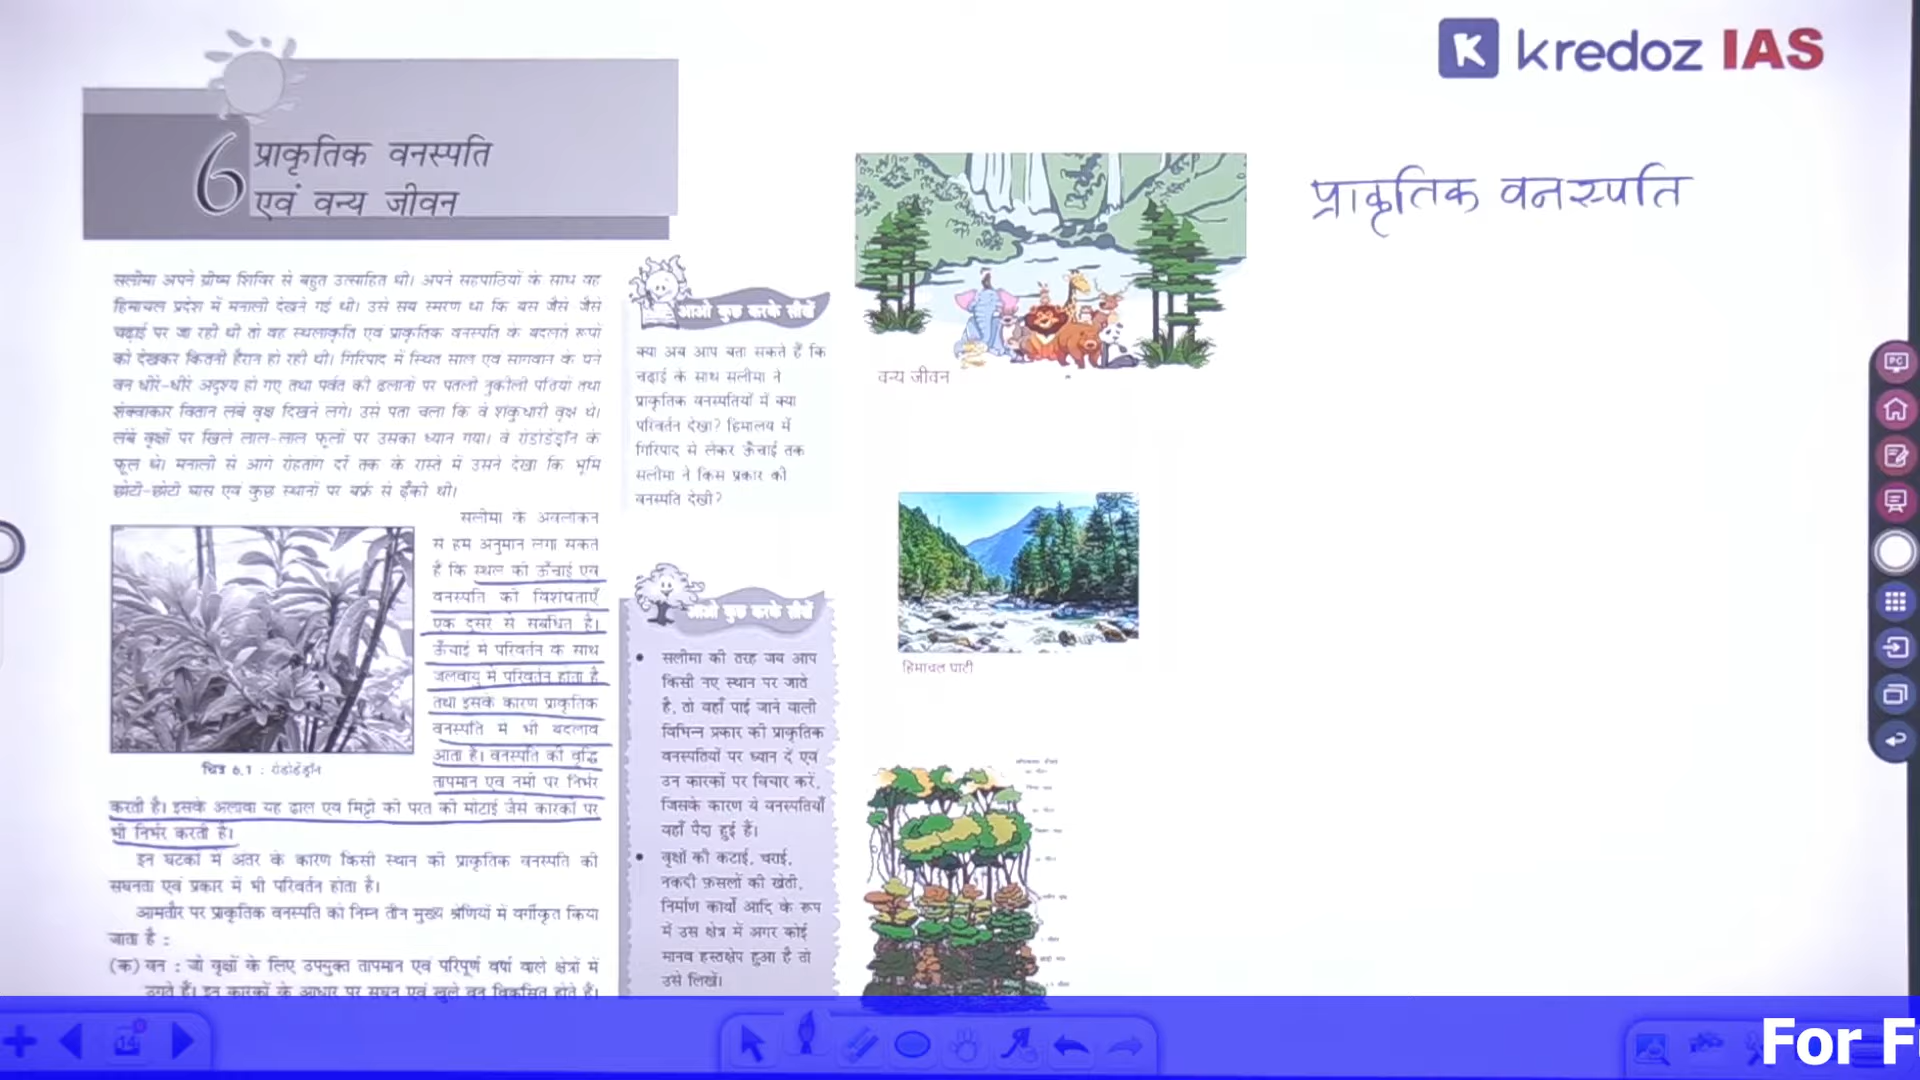 kredoz IAS
6 प्राकृतिक वनस्पति
एवं वन्य जीवन
प्राकृतिक वनस्पति
सलीमा अपने ग्रीष्म शिविर से बहुत उत्साहित थी। अपने सहपाठियों के साथ वह
हिमाचल प्रदेश में मनाली देखने गई थी। उसे सब स्मरण था कि बस जैसे जैसे
चढ़ाई पर जा रही थी तो वह स्थलाकृति एवं प्राकृतिक वनस्पति के बदलते रूपों
को देखकर कितनी हैरान हो रही थी। गिरिपाद में स्थित साल एवं सागवान के घने
वन धीरे-धीरे अदृश्य हो गए तथा पर्वत की ढलानों पर पतली नुकीली पत्तियों तथा
शंक्वाकार वितान लंबे वृक्ष दिखने लगे। उसे पता चला कि वे शंकुधारी वृक्ष थे।
लंबे वृक्षों पर खिले लाल-लाल फूलों पर उसका ध्यान गया। वे रोडोडेंड्रॉन के
फूल थे। मनाली से आगे रोहतांग दर्रे तक के रास्ते में उसने देखा कि भूमि
छोटी-छोटी घास एवं कुछ स्थानों पर बर्फ़ से ढँकी थी।
सलीमा के अवलोकन
से हम अनुमान लगा सकते
हैं कि स्थल की ऊँचाई एवं
वनस्पति की विशेषताएँ
एक दूसरे से संबंधित हैं।
ऊँचाई में परिवर्तन के साथ
जलवायु में परिवर्तन होता है
तथा इसके कारण प्राकृतिक
वनस्पति में भी बदलाव
आता है। वनस्पति की वृद्धि
तापमान एवं नमी पर निर्भर
चित्र 6.1 : रोडोडेंड्रॉन
करती है। इसके अलावा यह ढाल एवं मिट्टी की परत की मोटाई जैसे कारकों पर
भी निर्भर करती है।
इन घटकों में अंतर के कारण किसी स्थान की प्राकृतिक वनस्पति की
सघनता एवं प्रकार में भी परिवर्तन होता है।
आमतौर पर प्राकृतिक वनस्पति को निम्न तीन मुख्य श्रेणियों में वर्गीकृत किया
जाता है :
(क) वन : जो वृक्षों के लिए उपयुक्त तापमान एवं परिपूर्ण वर्षा वाले क्षेत्रों में
उगते हैं। इन कारकों के आधार पर सघन एवं खुले वन विकसित होते हैं।
आओ कुछ करके सीखें
क्या अब आप बता सकते हैं कि
चढ़ाई के साथ सलीमा ने
प्राकृतिक वनस्पतियों में क्या
परिवर्तन देखा? हिमालय में
गिरिपाद से लेकर ऊँचाई तक
सलीमा ने किस प्रकार की
वनस्पति देखी?
आओ कुछ करके सीखें
• सलीमा की तरह जब आप
किसी नए स्थान पर जाते
है, तो वहाँ पाई जाने वाली
विभिन्न प्रकार की प्राकृतिक
वनस्पतियों पर ध्यान दें एवं
उन कारकों पर विचार करें,
जिसके कारण ये वनस्पतियाँ
वहाँ पैदा हुई हैं।
• वृक्षों की कटाई, चराई,
नकदी फ़सलों की खेती,
निर्माण कार्यों आदि के रूप
में उस क्षेत्र में अगर कोई
मानव हस्तक्षेप हुआ है तो
उसे लिखें।
वन्य जीवन
हिमाचल घाटी
14
For F